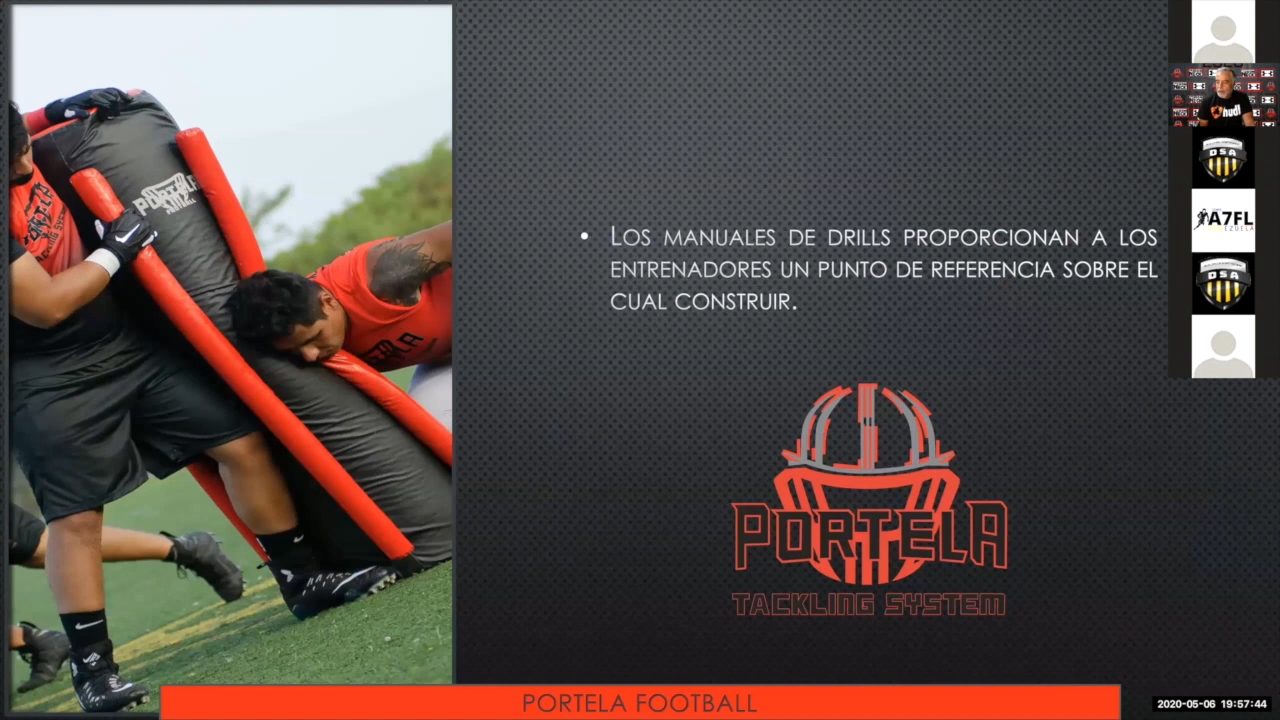 • LOS MANUALES DE DRILLS PROPORCIONAN A LOS
ENTRENADORES UN PUNTO DE REFERENCIA SOBRE EL
CUAL CONSTRUIR.
PORTELA
TACKLING SYSTEM
PORTELA FOOTBALL
PORTELA
FOOTBALL
hudl
DSA
A7FL
DSA
2020-05-06 19:57:44